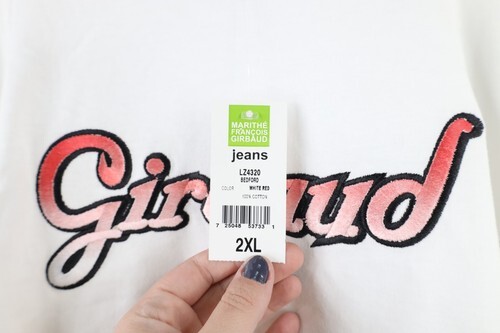 Girbaud
MARITHÉ
FRANÇOIS
GIRBAUD
jeans
LZ4320
BEDFORD
COLOR WHITE RED
100% COTTON
7 25048 53733 1
2XL